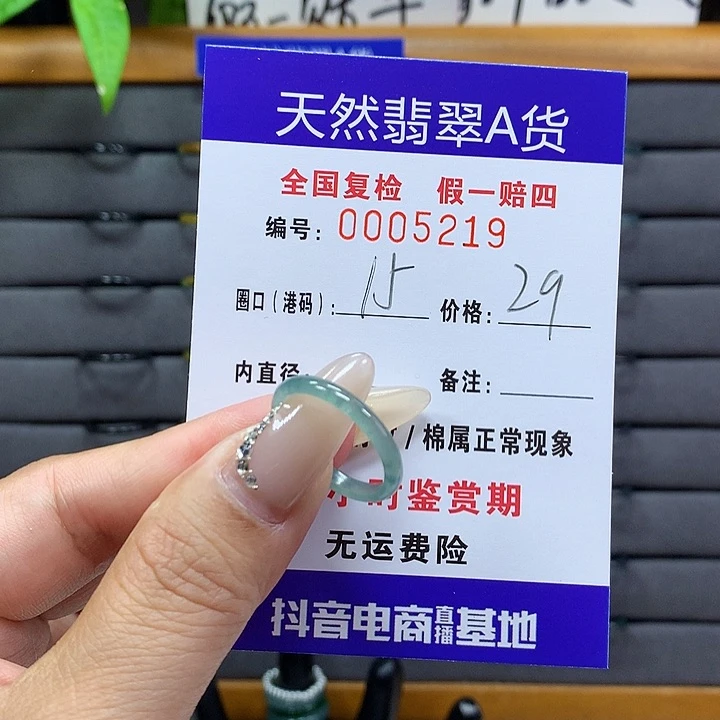 天然翡翠A货
全国复检 假一赔四
编号: 0005219
圈口(港码): 15 价格: 29
内直径 备注:
/棉属正常现象
小时鉴赏期
无运费险
抖音电商直播基地